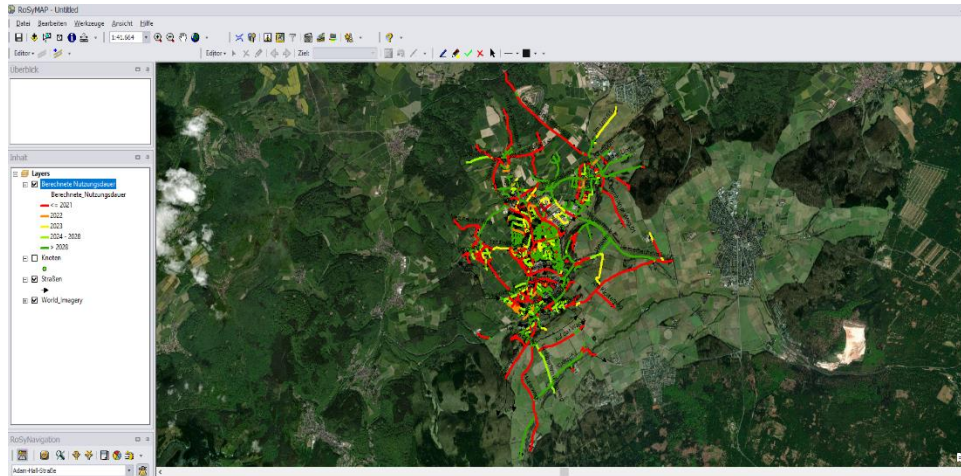 RoSyMAP - Untitled
Datei Bearbeiten Werkzeuge Ansicht Hilfe
1:41.664
Editor
Editor
Ziel:
Überblick
Inhalt
Layers
Berechnete Nutzungsdauer
Berechnete_Nutzungsdauer
<= 2021
2022
2023
2024 - 2028
> 2028
Knoten
Straßen
World_Imagery
RoSyNavigation
Adam-Hall-Straße